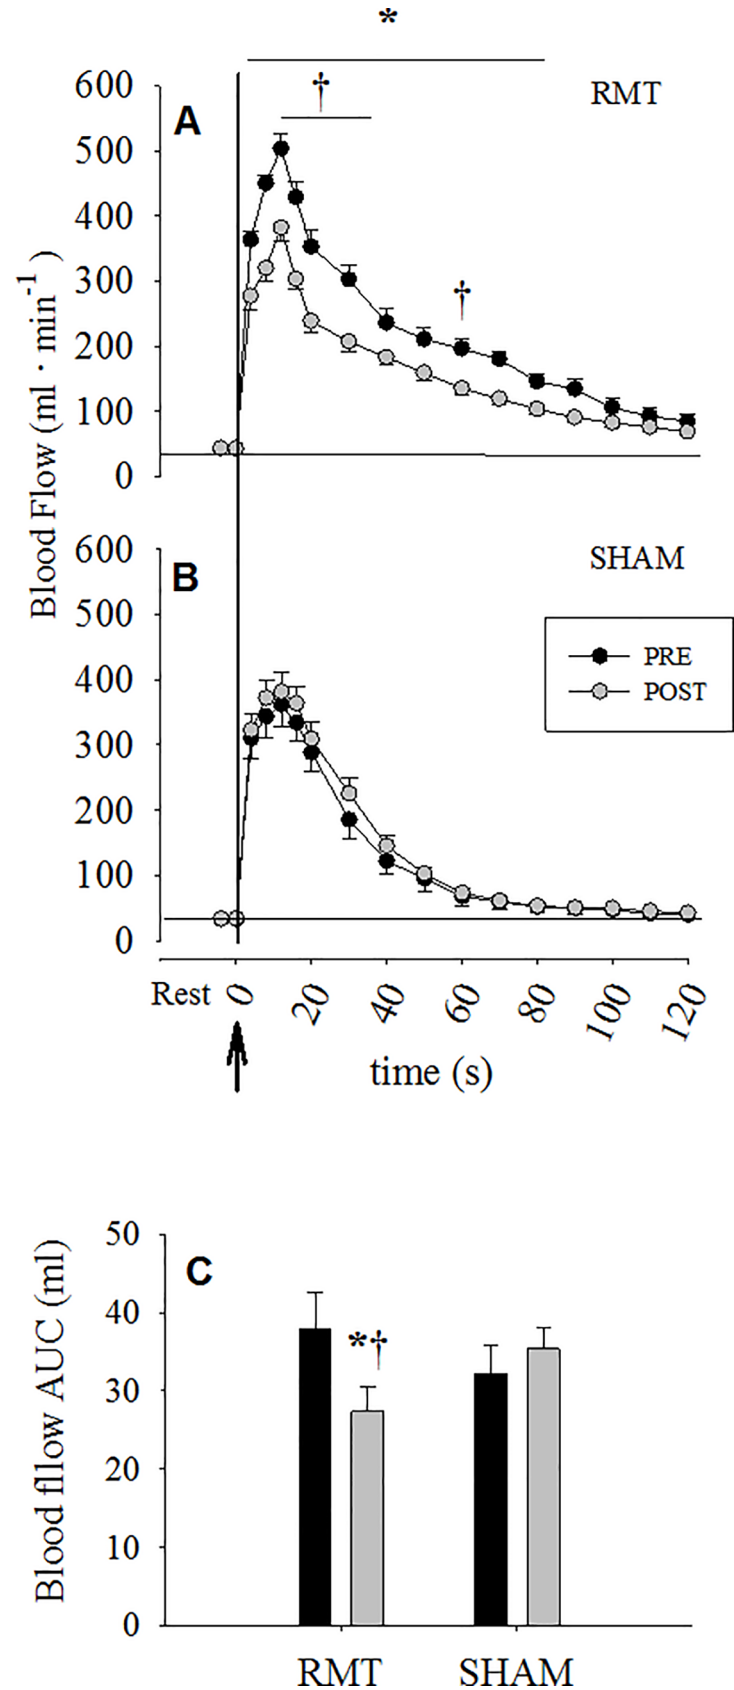 *
†
RMT
A
600
500
400
300
200
100
0
†
Blood Flow (ml · min⁻¹ )
SHAM
B
600
500
400
300
200
100
0
PRE
POST
Rest 0 20 40 60 80 100 120
time (s)
C
50
40
30
20
10
0
*†
Blood fllow AUC (ml)
RMT SHAM